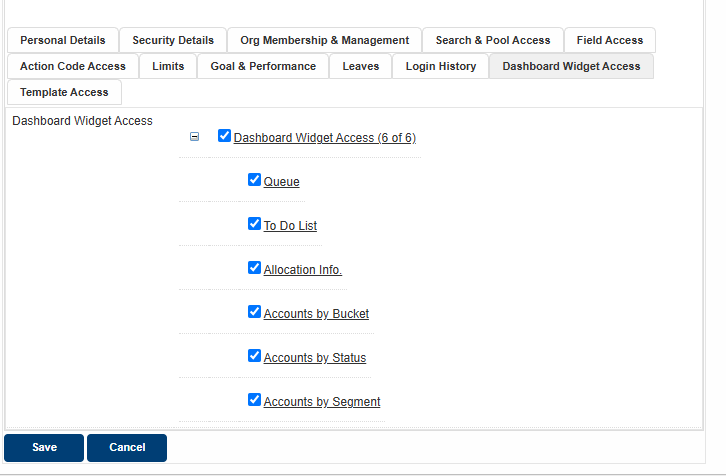 Personal Details Security Details Org Membership & Management Search & Pool Access Field Access
Action Code Access Limits Goal & Performance Leaves Login History Dashboard Widget Access
Template Access
Dashboard Widget Access
Dashboard Widget Access (6 of 6)
Queue
To Do List
Allocation Info.
Accounts by Bucket
Accounts by Status
Accounts by Segment
Save Cancel